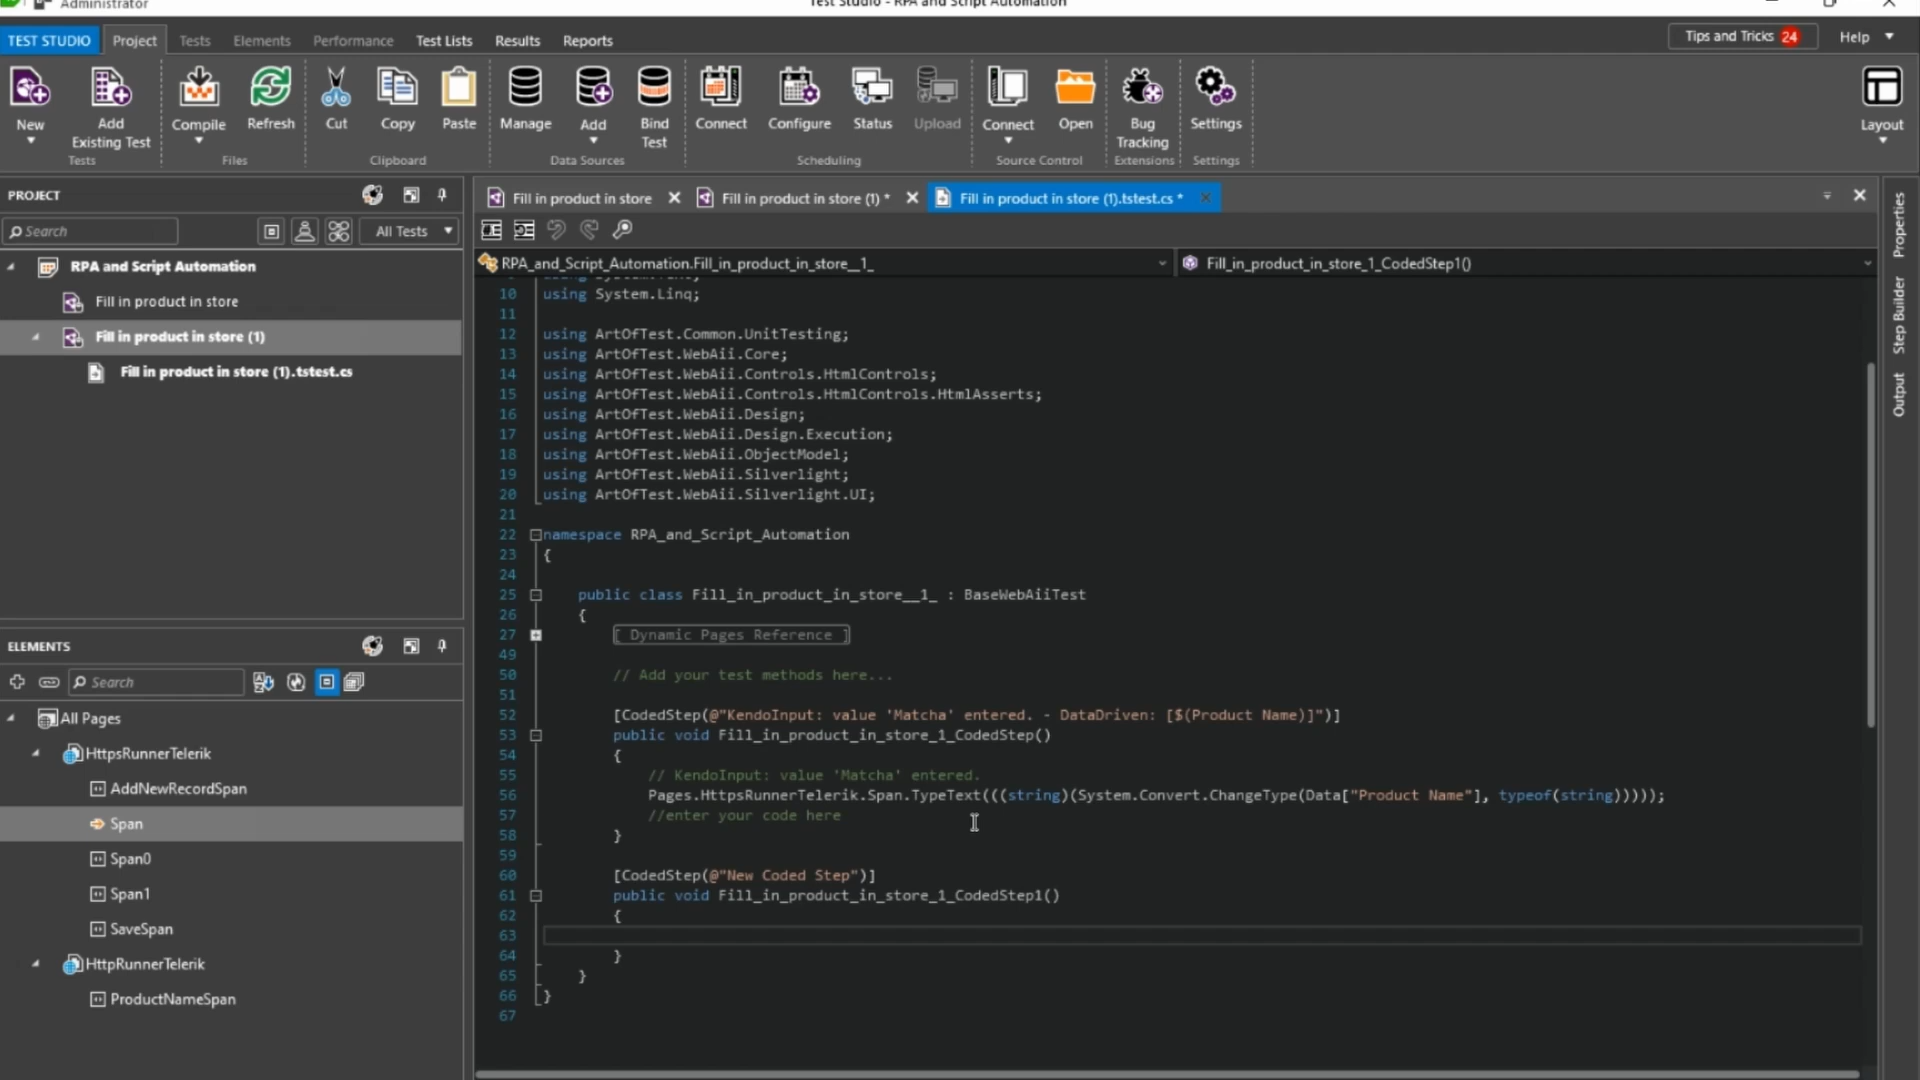 Administrator
Test Studio - RPA and Script Automation
TEST STUDIO Project Tests Elements Performance Test Lists Results Reports
Tips and Tricks 24 Help
New
Add Existing Test
Compile
Refresh
Cut
Copy
Paste
Manage
Add
Bind Test
Connect
Configure
Status
Upload
Connect
Open
Bug Tracking
Settings
Layout
Tests Files Clipboard Data Sources Scheduling Source Control Extensions Settings
PROJECT
Search
All Tests
RPA and Script Automation
Fill in product in store
Fill in product in store (1)
Fill in product in store (1).tstest.cs
ELEMENTS
Search
All Pages
HttpsRunnerTelerik
AddNewRecordSpan
Span
Span0
Span1
SaveSpan
HttpRunnerTelerik
ProductNameSpan
Fill in product in store
Fill in product in store (1) *
Fill in product in store (1).tstest.cs *
RPA_and_Script_Automation.Fill_in_product_in_store__1_
Fill_in_product_in_store_1_CodedStep1()
10 using System.Linq;
11
12 using ArtOfTest.Common.UnitTesting;
13 using ArtOfTest.WebAii.Core;
14 using ArtOfTest.WebAii.Controls.HtmlControls;
15 using ArtOfTest.WebAii.Controls.HtmlControls.HtmlAsserts;
16 using ArtOfTest.WebAii.Design;
17 using ArtOfTest.WebAii.Design.Execution;
18 using ArtOfTest.WebAii.ObjectModel;
19 using ArtOfTest.WebAii.Silverlight;
20 using ArtOfTest.WebAii.Silverlight.UI;
21
22 namespace RPA_and_Script_Automation
23 {
24
25 public class Fill_in_product_in_store__1_ : BaseWebAiiTest
26 {
27 [ Dynamic Pages Reference ]
49
50 // Add your test methods here...
51
52 [CodedStep(@"KendoInput: value 'Matcha' entered. - DataDriven: [$(Product Name)]")]
53 public void Fill_in_product_in_store_1_CodedStep()
54 {
55 // KendoInput: value 'Matcha' entered.
56 Pages.HttpsRunnerTelerik.Span.TypeText(((string)(System.Convert.ChangeType(Data["Product Name"], typeof(string)))));
57 //enter your code here
58 }
59
60 [CodedStep(@"New Coded Step")]
61 public void Fill_in_product_in_store_1_CodedStep1()
62 {
63
64 }
65 }
66 }
67
Properties
Step Builder
Output